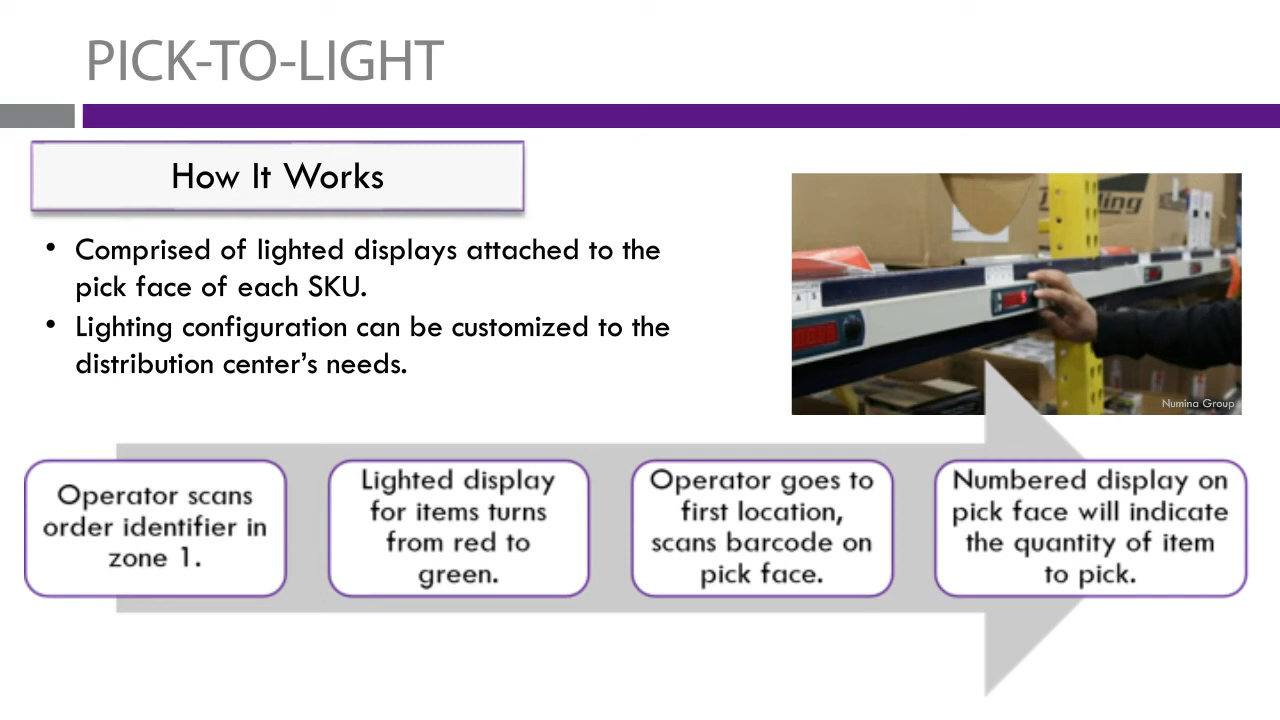 PICK-TO-LIGHT
How It Works
• Comprised of lighted displays attached to the
pick face of each SKU.
• Lighting configuration can be customized to the
distribution center's needs.
Numina Group
Operator scans
order identifier in
zone 1.
Lighted display
for items turns
from red to
green.
Operator goes to
first location,
scans barcode on
pick face.
Numbered display on
pick face will indicate
the quantity of item
to pick.